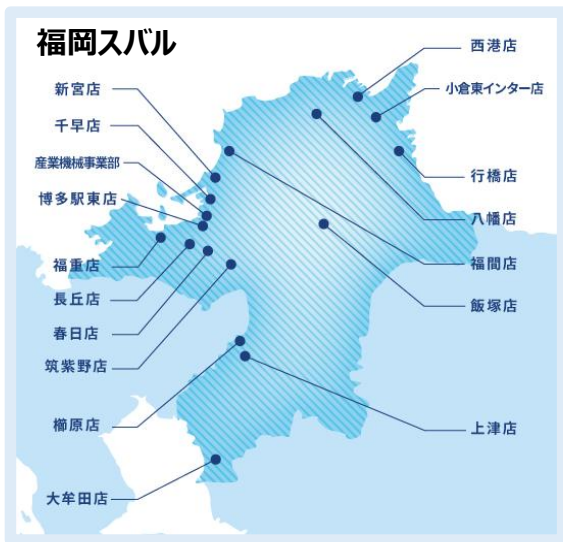 福岡スバル
新宮店
千早店
産業機械事業部
博多駅東店
福重店
長丘店
春日店
筑紫野店
櫛原店
大牟田店
西港店
小倉東インター店
行橋店
八幡店
福間店
飯塚店
上津店